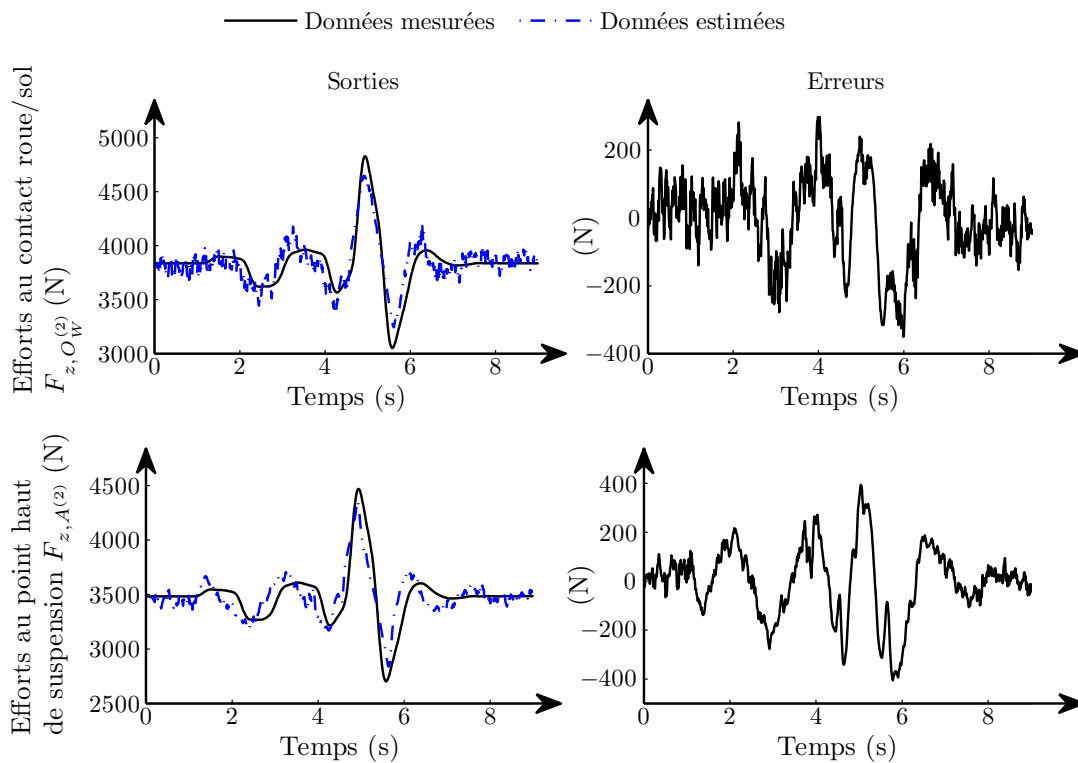 Données mesurées
Données estimées
Sorties
Erreurs
Efforts au contact roue/sol
F_{z,O_W^{(2)}} (N)
5000
4500
4000
3500
3000
0
2
4
6
8
Temps (s)
(N)
200
0
−200
−400
0
2
4
6
8
Temps (s)
Efforts au point haut
de suspension F_{z,A^{(2)}} (N)
4500
4000
3500
3000
2500
0
2
4
6
8
Temps (s)
(N)
400
200
0
−200
−400
0
2
4
6
8
Temps (s)